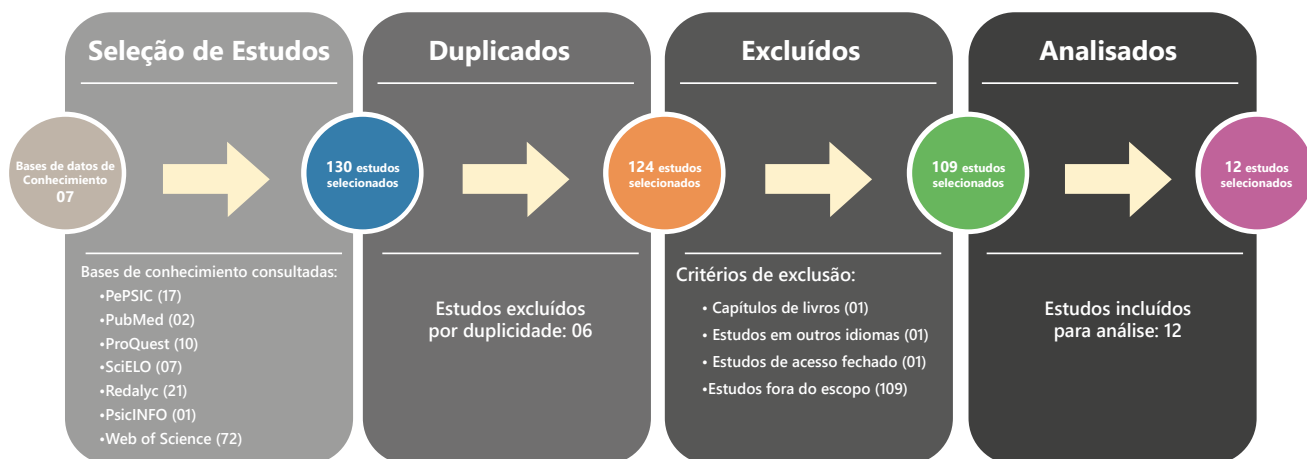 Seleção de Estudos
Bases de datos de
Conhecimento
07
130 estudos
selecionados
Bases de conhecimento consultadas:
•PePSIC (17)
•PubMed (02)
•ProQuest (10)
•SciELO (07)
•Redalyc (21)
•PsicINFO (01)
•Web of Science (72)
Duplicados
124 estudos
selecionados
Estudos excluídos
por duplicidade: 06
Excluídos
109 estudos
selecionados
Critérios de exclusão:
• Capítulos de livros (01)
• Estudos em outros idiomas (01)
• Estudos de acesso fechado (01)
•Estudos fora do escopo (109)
Analisados
12 estudos
selecionados
Estudos incluídos
para análise: 12